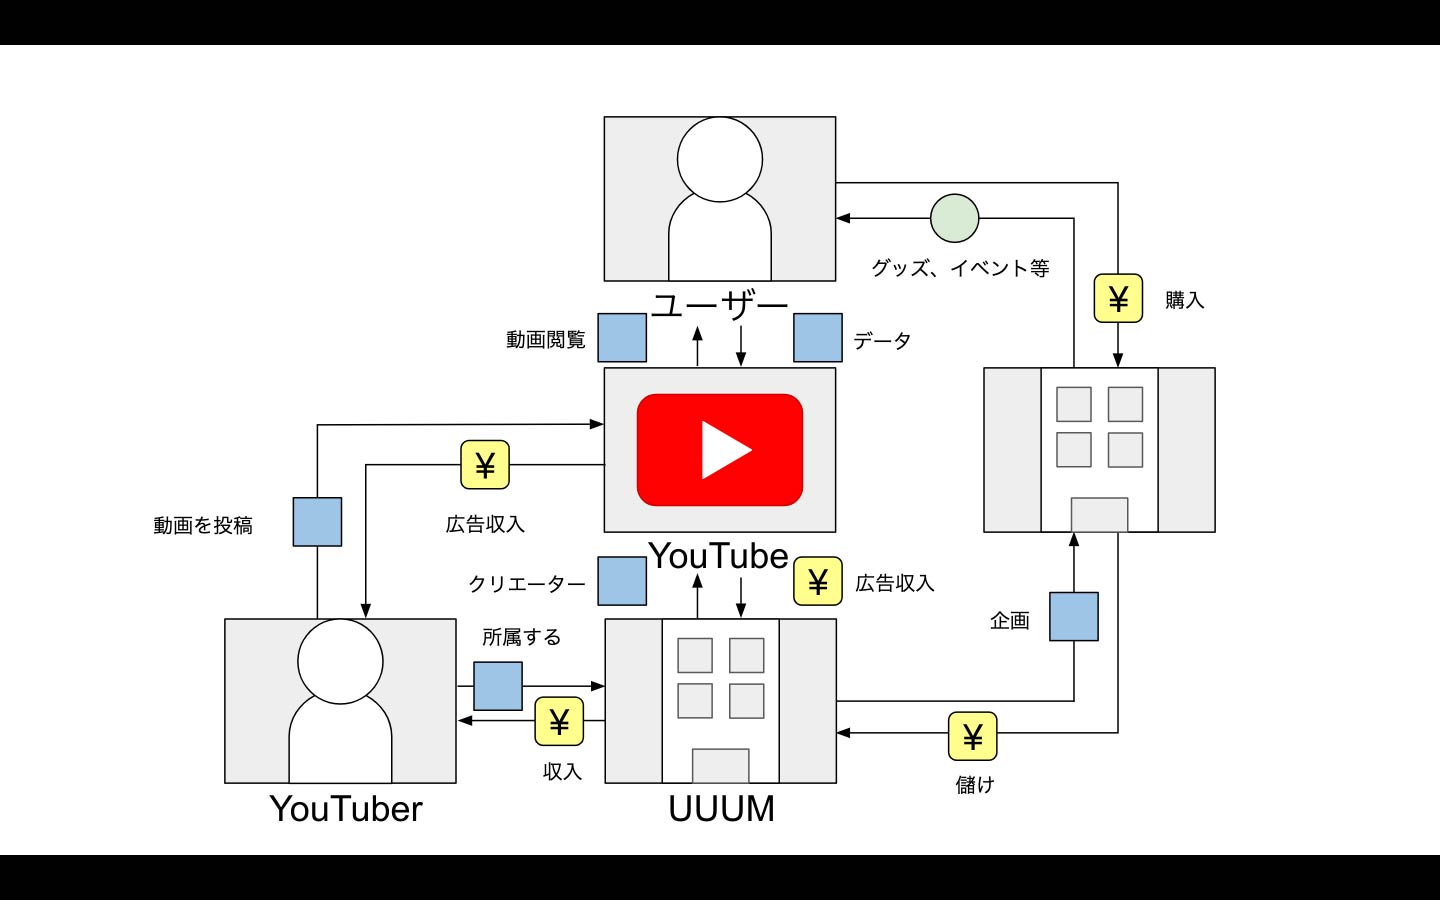 グッズ、イベント等
¥
購入
ユーザー
動画閲覧
データ
¥
広告収入
動画を投稿
YouTube
クリエーター
¥
広告収入
所属する
企画
¥
収入
¥
儲け
YouTuber
UUUM